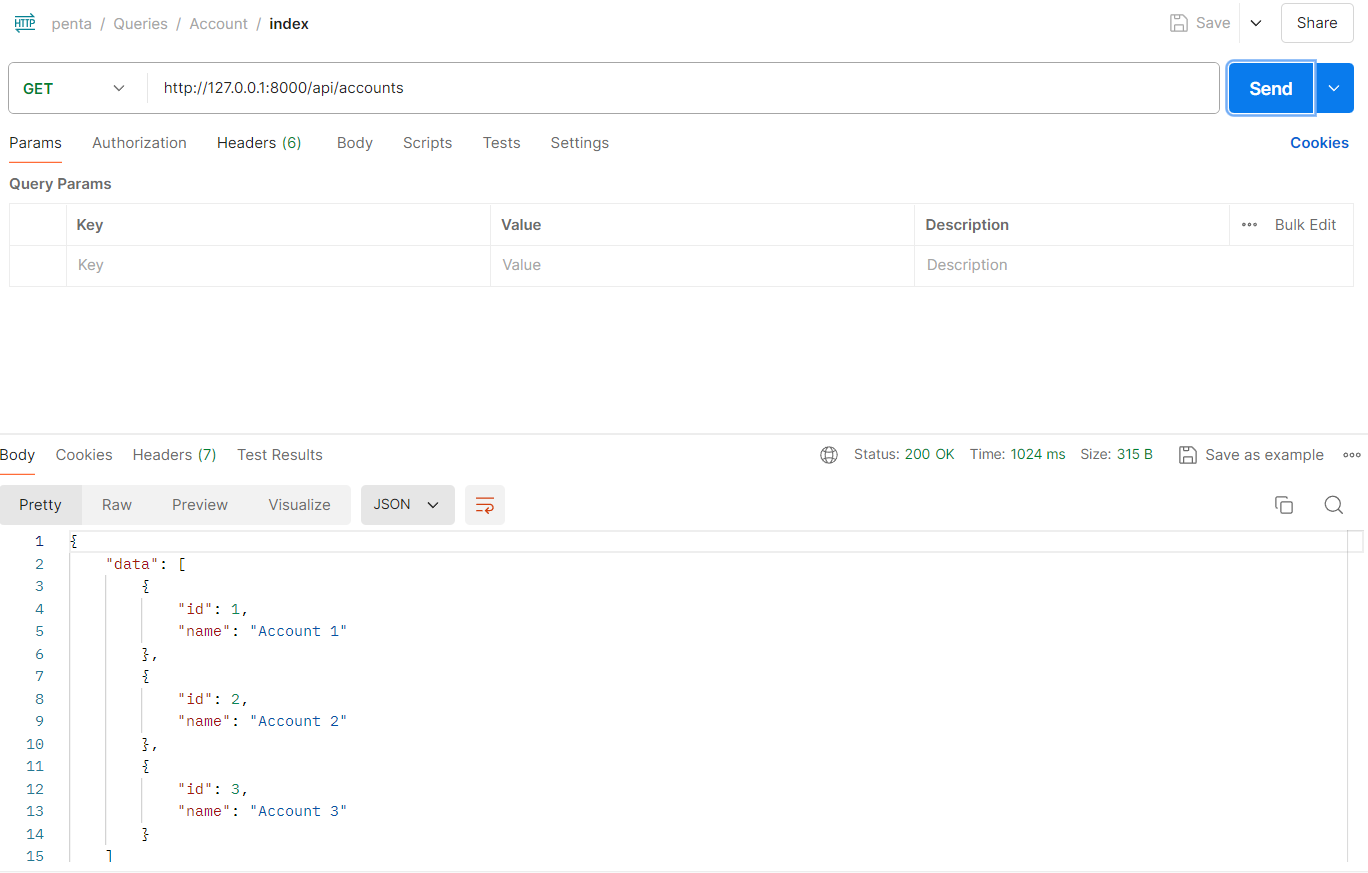 HTTP penta / Queries / Account / index Save Share
GET http://127.0.0.1:8000/api/accounts Send
Params Authorization Headers (6) Body Scripts Tests Settings Cookies
Query Params
Key Value Description ••• Bulk Edit
Key Value Description
Body Cookies Headers (7) Test Results Status: 200 OK Time: 1024 ms Size: 315 B Save as example
Pretty Raw Preview Visualize JSON
1 {
2 "data": [
3 {
4 "id": 1,
5 "name": "Account 1"
6 },
7 {
8 "id": 2,
9 "name": "Account 2"
10 },
11 {
12 "id": 3,
13 "name": "Account 3"
14 }
15 ]